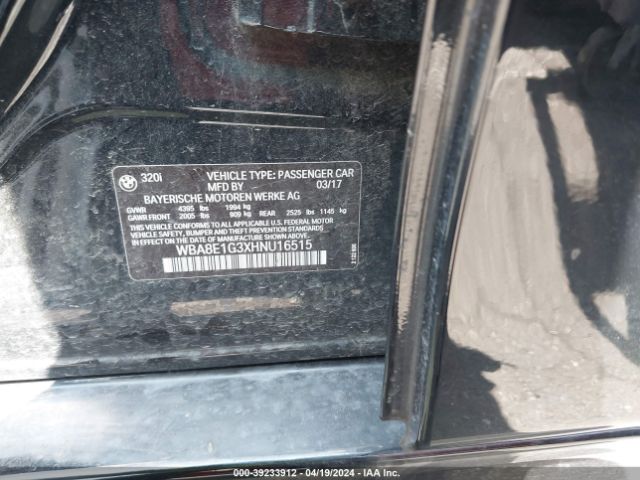 320i VEHICLE TYPE: PASSENGER CAR
MFD BY 03/17
BAYERISCHE MOTOREN WERKE AG
GVWR 4395 lbs 1994 kg
GAWR FRONT 2005 lbs 909 kg REAR 2525 lbs 1145 kg
THIS VEHICLE CONFORMS TO ALL APPLICABLE U.S. FEDERAL MOTOR
VEHICLE SAFETY, BUMPER AND THEFT PREVENTION STANDARDS
IN EFFECT ON THE DATE OF MANUFACTURE SHOWN ABOVE.
WBA8E1G3XHNU16515
000-39233912 - 04/19/2024 - IAA Inc.